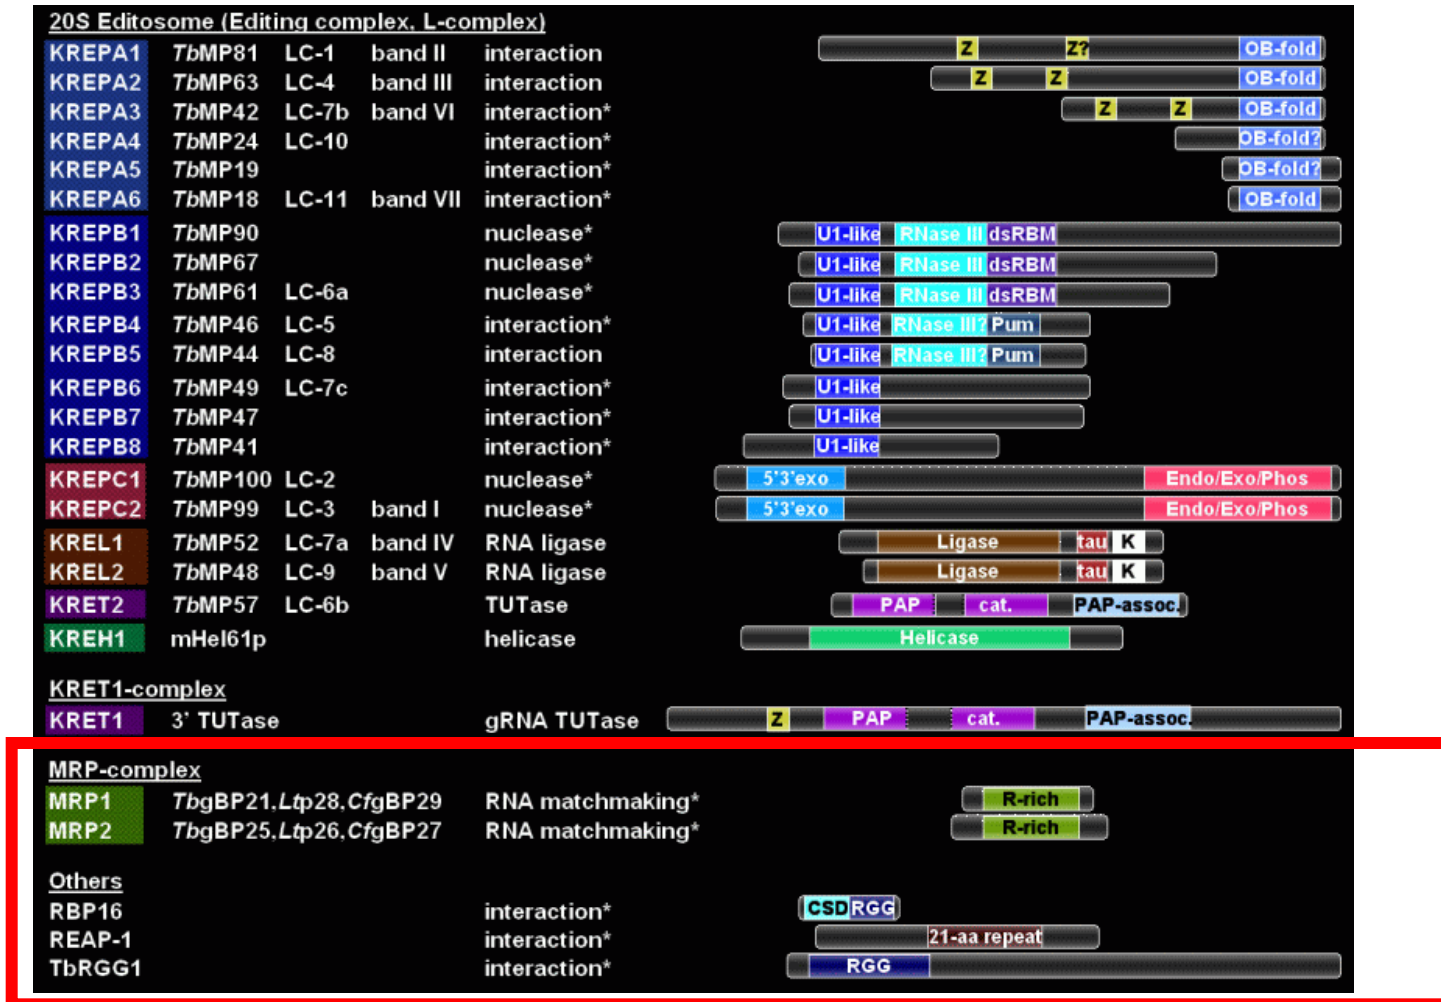 20S Editosome (Editing complex, L-complex)
KREPA1 TbMP81 LC-1 band II interaction Z Z? OB-fold
KREPA2 TbMP63 LC-4 band III interaction Z Z OB-fold
KREPA3 TbMP42 LC-7b band VI interaction* Z Z OB-fold
KREPA4 TbMP24 LC-10 interaction* OB-fold?
KREPA5 TbMP19 interaction* OB-fold?
KREPA6 TbMP18 LC-11 band VII interaction* OB-fold
KREPB1 TbMP90 nuclease* U1-like RNase III dsRBM
KREPB2 TbMP67 nuclease* U1-like RNase III dsRBM
KREPB3 TbMP61 LC-6a nuclease* U1-like RNase III dsRBM
KREPB4 TbMP46 LC-5 interaction* U1-like RNase III? Pum
KREPB5 TbMP44 LC-8 interaction U1-like RNase III? Pum
KREPB6 TbMP49 LC-7c interaction* U1-like
KREPB7 TbMP47 interaction* U1-like
KREPB8 TbMP41 interaction* U1-like
KREPC1 TbMP100 LC-2 nuclease* 5'3'exo Endo/Exo/Phos
KREPC2 TbMP99 LC-3 band I nuclease* 5'3'exo Endo/Exo/Phos
KREL1 TbMP52 LC-7a band IV RNA ligase Ligase tau K
KREL2 TbMP48 LC-9 band V RNA ligase Ligase tau K
KRET2 TbMP57 LC-6b TUTase PAP cat. PAP-assoc.
KREH1 mHel61p helicase Helicase
KRET1-complex
KRET1 3' TUTase gRNA TUTase Z PAP cat. PAP-assoc.
MRP-complex
MRP1 TbgBP21,Ltp28,CfgBP29 RNA matchmaking* R-rich
MRP2 TbgBP25,Ltp26,CfgBP27 RNA matchmaking* R-rich
Others
RBP16 interaction* CSD RGG
REAP-1 interaction* 21-aa repeat
TbRGG1 interaction* RGG